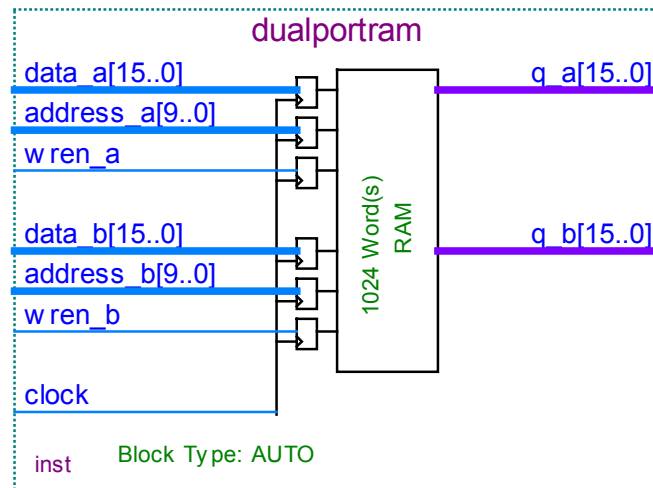 dualportram
data_a[15..0]
address_a[9..0]
wren_a
data_b[15..0]
address_b[9..0]
wren_b
clock
1024 Word(s)
RAM
q_a[15..0]
q_b[15..0]
inst
Block Type: AUTO